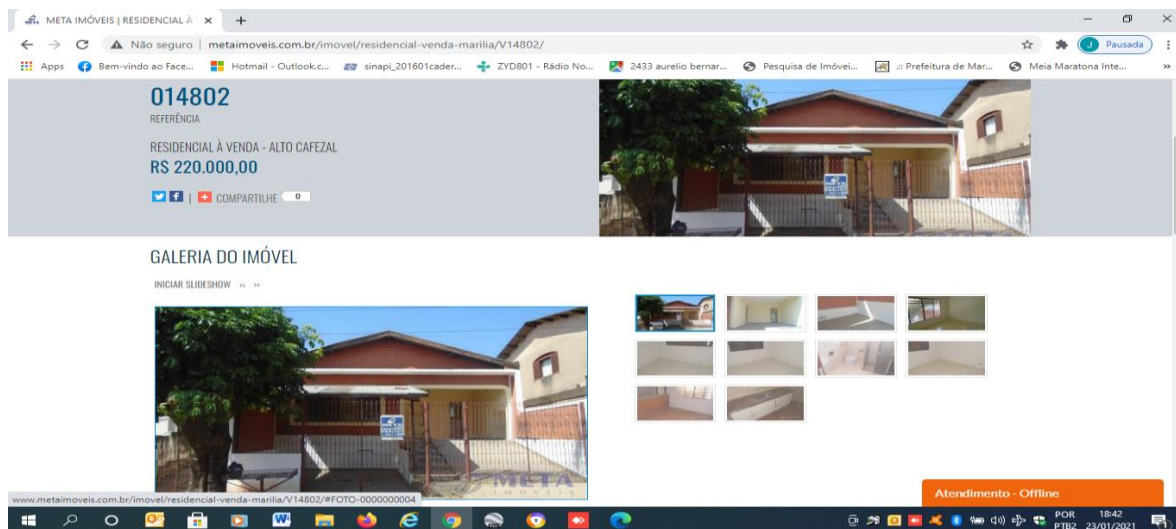 META IMÓVEIS | RESIDENCIAL À
Não seguro | metaimoveis.com.br/imovel/residencial-venda-marilia/V14802/
Pausada
Apps Bem-vindo ao Face... Hotmail - Outlook.c... sinapi_201601cader... ZYD801 - Rádio No... 2433 aurelio bernar... Pesquisa de Imóvei... .:: Prefeitura de Mar... Meia Maratona Inte... »
014802
REFERÊNCIA
RESIDENCIAL À VENDA - ALTO CAFEZAL
R$ 220.000,00
| COMPARTILHE 0
GALERIA DO IMÓVEL
INICIAR SLIDESHOW ‹‹ ››
META
IMÓVEIS
www.metaimoveis.com.br/imovel/residencial-venda-marilia/V14802/#FOTO-0000000004
Atendimento - Offline
POR 18:42
PTB2 23/01/2021